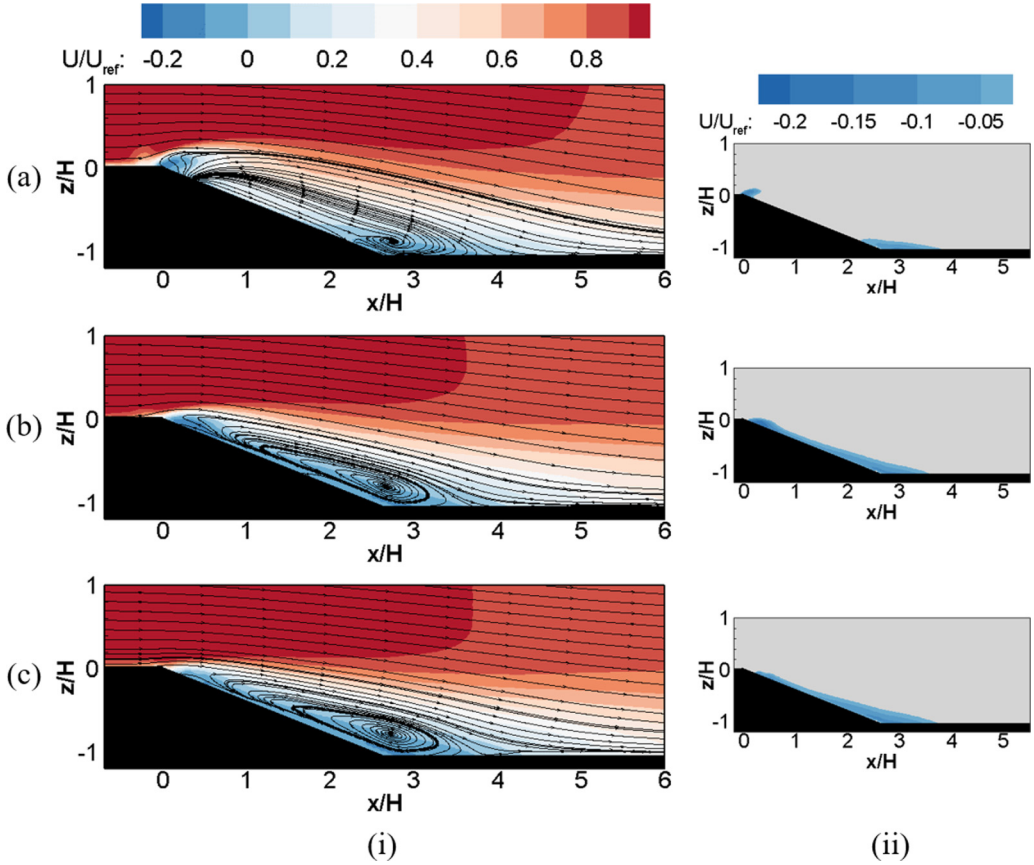 U/Uref: -0.2 0 0.2 0.4 0.6 0.8
U/Uref: -0.2 -0.15 -0.1 -0.05
(a)
z/H
1
0
-1
0 1 2 3 4 5 6
x/H
z/H
1
0
-1
0 1 2 3 4 5
x/H
(b)
z/H
1
0
-1
0 1 2 3 4 5 6
x/H
z/H
1
0
-1
0 1 2 3 4 5
x/H
(c)
z/H
1
0
-1
0 1 2 3 4 5 6
x/H
z/H
1
0
-1
0 1 2 3 4 5
x/H
(i) (ii)